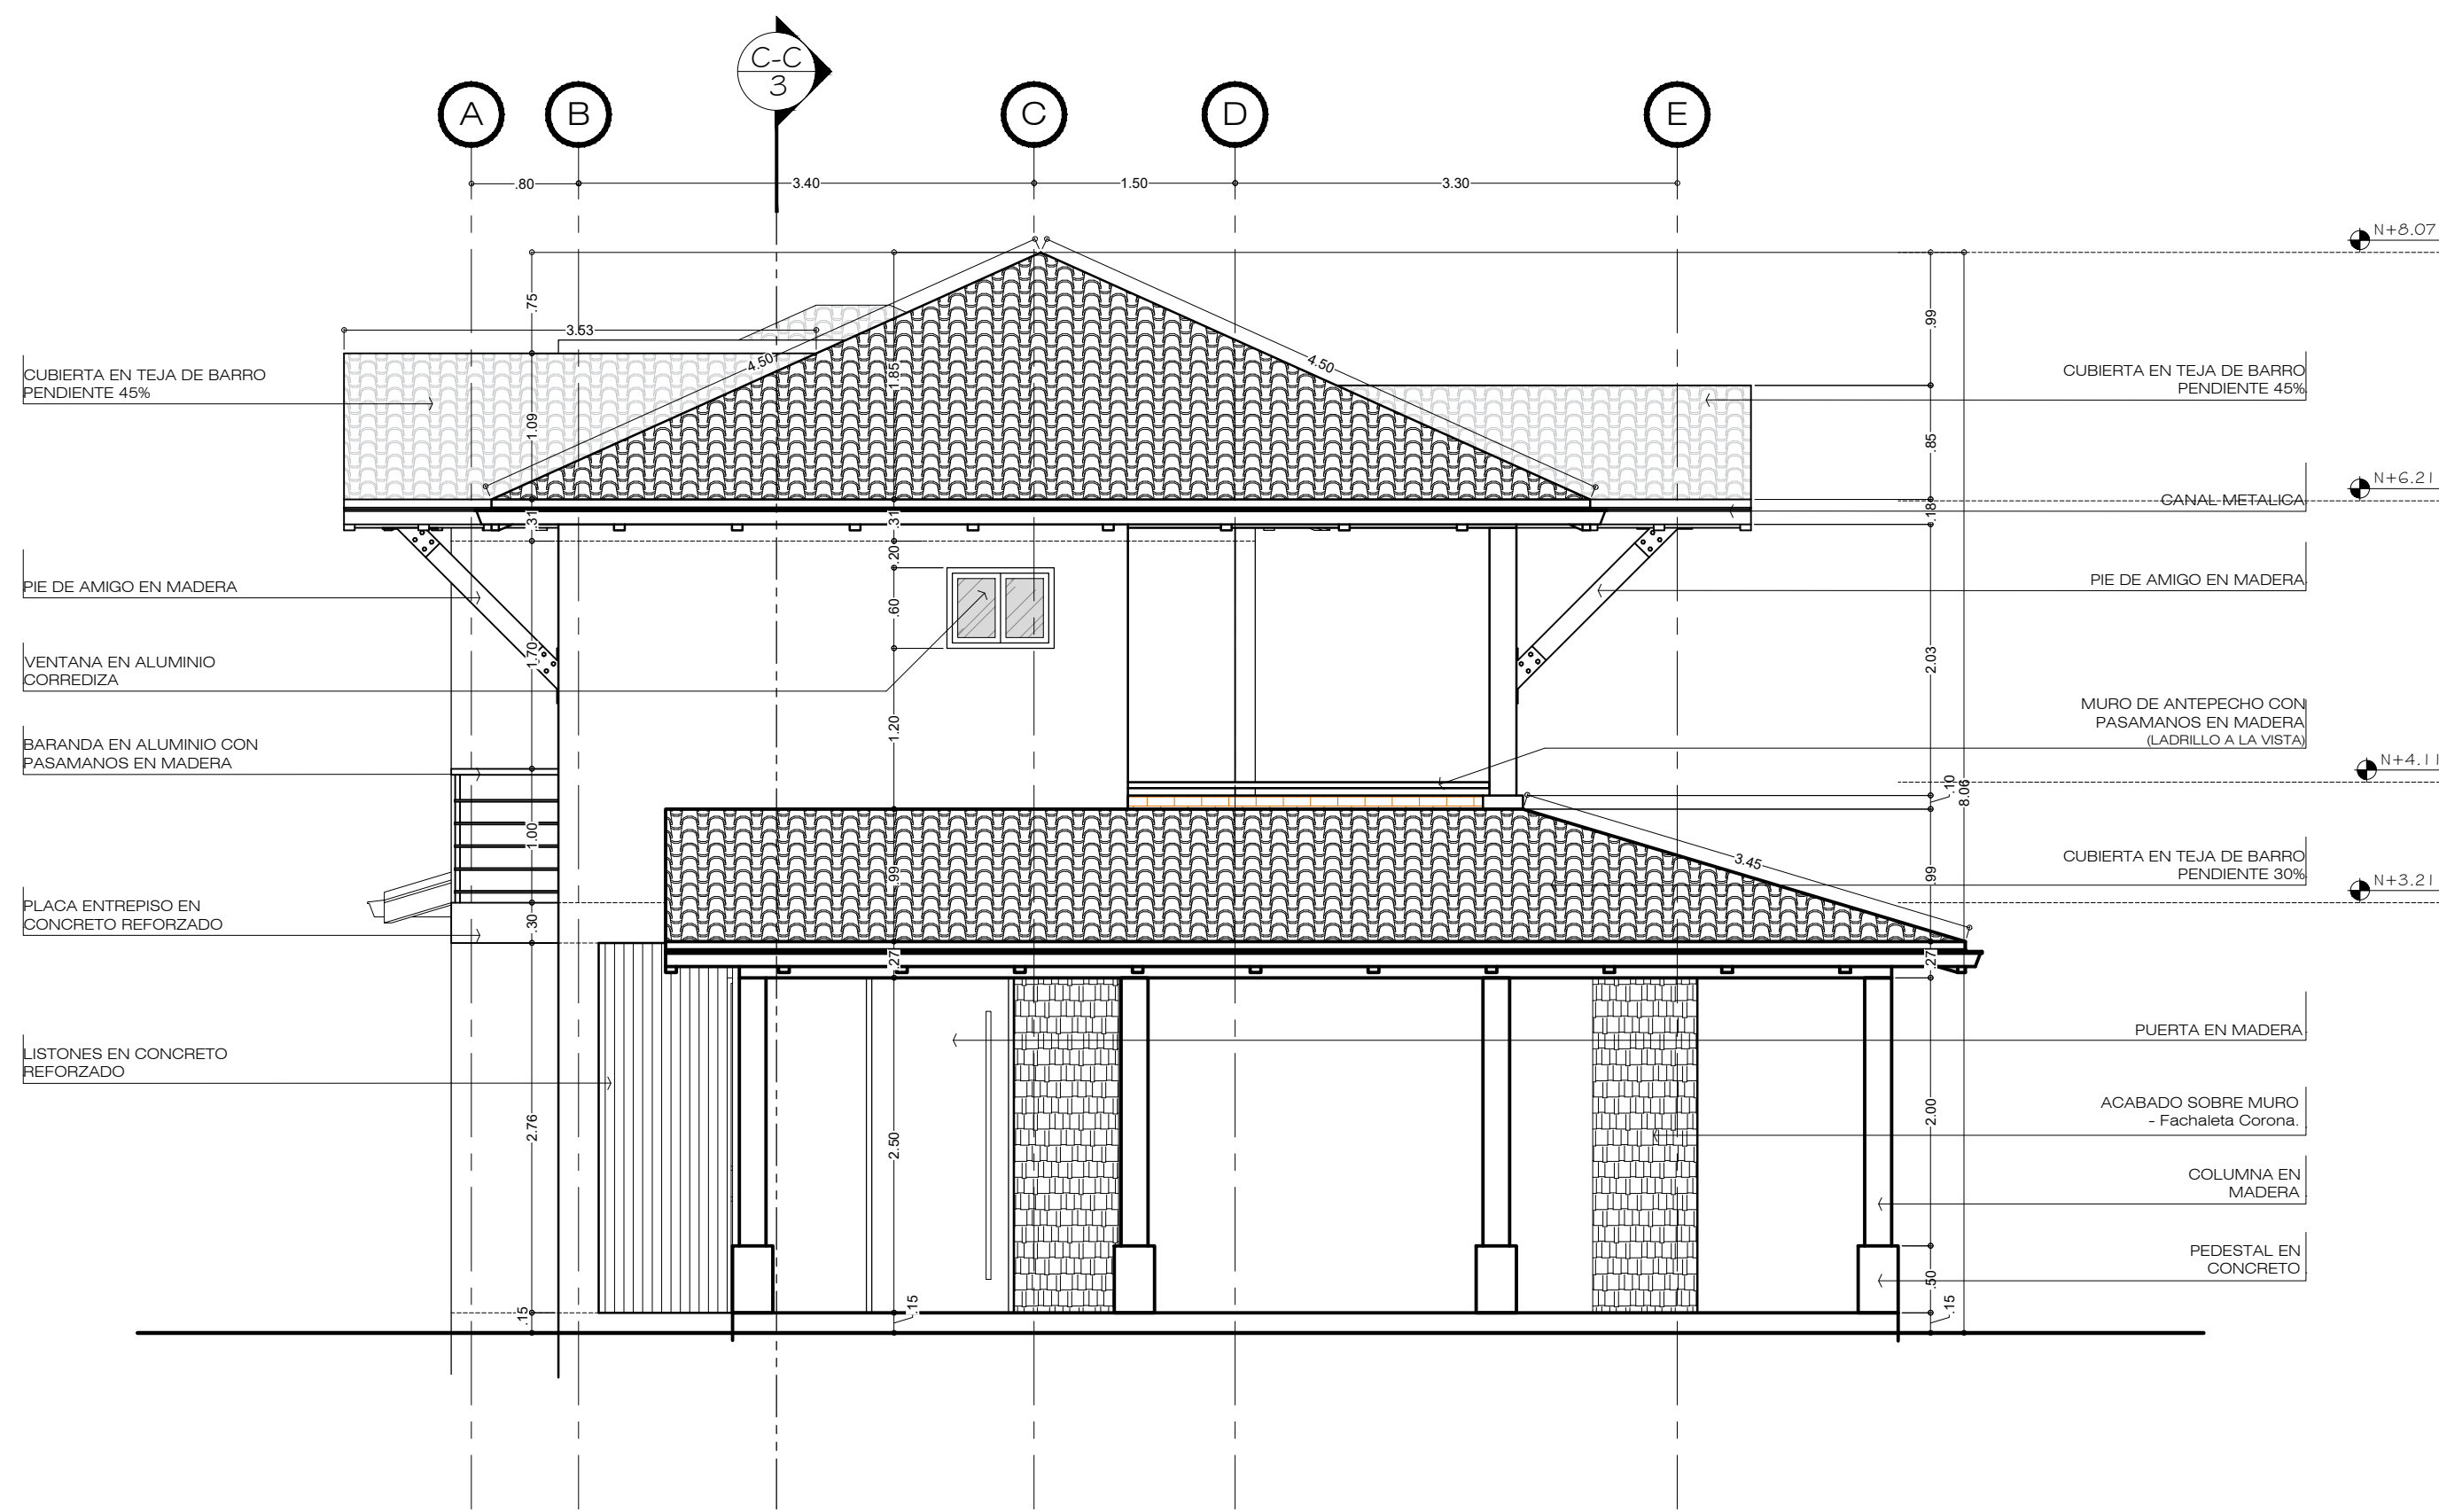 C-C
3
A
B
C
D
E
.80
3.40
1.50
3.30
N+8.07
.75
.99
3.53
4.50
1.85
4.50
CUBIERTA EN TEJA DE BARRO
PENDIENTE 45%
CUBIERTA EN TEJA DE BARRO
PENDIENTE 45%
1.09
.85
N+6.21
CANAL METALICA
.31
.31
.18
.20
PIE DE AMIGO EN MADERA
PIE DE AMIGO EN MADERA
.60
1.70
2.03
VENTANA EN ALUMINIO
CORREDIZA
1.20
MURO DE ANTEPECHO CON
PASAMANOS EN MADERA
(LADRILLO A LA VISTA)
BARANDA EN ALUMINIO CON
PASAMANOS EN MADERA
N+4.11
.10
8.06
1.00
3.45
CUBIERTA EN TEJA DE BARRO
PENDIENTE 30%
.99
.99
N+3.21
PLACA ENTREPISO EN
CONCRETO REFORZADO
.30
.27
.27
PUERTA EN MADERA
LISTONES EN CONCRETO
REFORZADO
2.76
2.50
2.00
ACABADO SOBRE MURO
- Fachaleta Corona.
COLUMNA EN
MADERA
PEDESTAL EN
CONCRETO
.50
.15
.15
.15